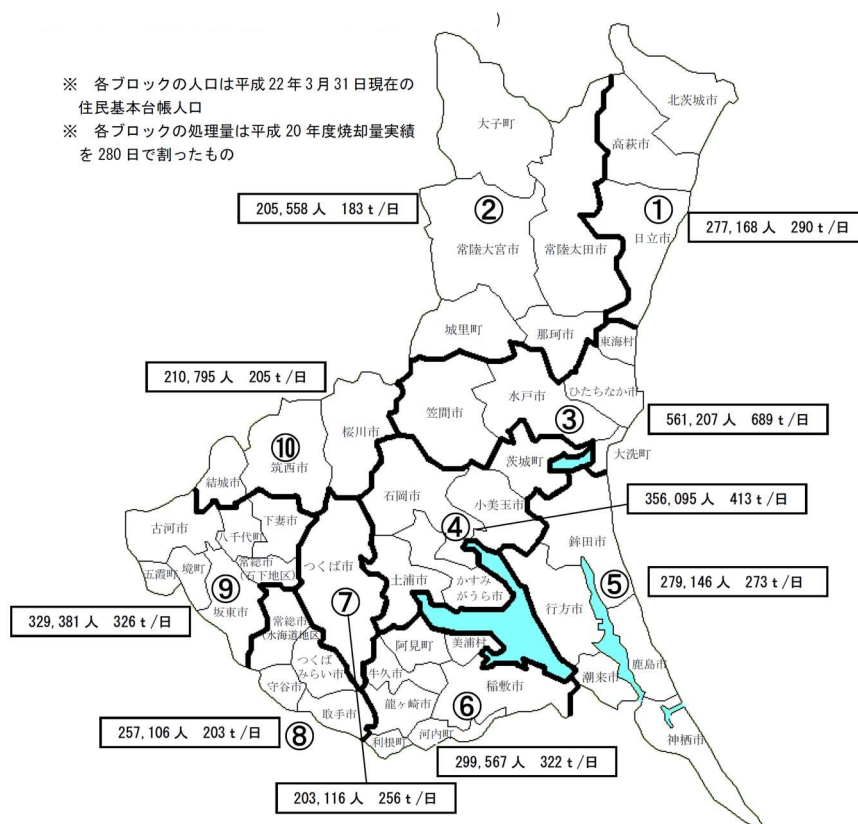 )
※　各ブロックの人口は平成22年3月31日現在の
住民基本台帳人口
※　各ブロックの処理量は平成20年度焼却量実績
を280日で割ったもの
北茨城市
大子町
高萩市
205,558人　183ｔ/日
②
①
日立市
277,168人　290ｔ/日
常陸大宮市
常陸太田市
城里町
那珂市
東海村
210,795人　205ｔ/日
笠間市
水戸市
ひたちなか市
桜川市
③
561,207人　689ｔ/日
⑩
筑西市
茨城町
大洗町
結城市
石岡市
小美玉市
356,095人　413ｔ/日
古河市
八千代町
下妻市
④
鉾田市
五霞町
境町
常総市
(石下地区)
つくば市
土浦市
かすみ
がうら市
⑤
279,146人　273ｔ/日
⑨
坂東市
⑦
行方市
329,381人　326ｔ/日
常総市
(水海道地区)
阿見町
美浦村
鹿島市
つくば
みらい市
牛久市
稲敷市
潮来市
守谷市
龍ヶ崎市
⑥
取手市
神栖市
257,106人　203ｔ/日
⑧
利根町
河内町
299,567人　322ｔ/日
203,116人　256ｔ/日